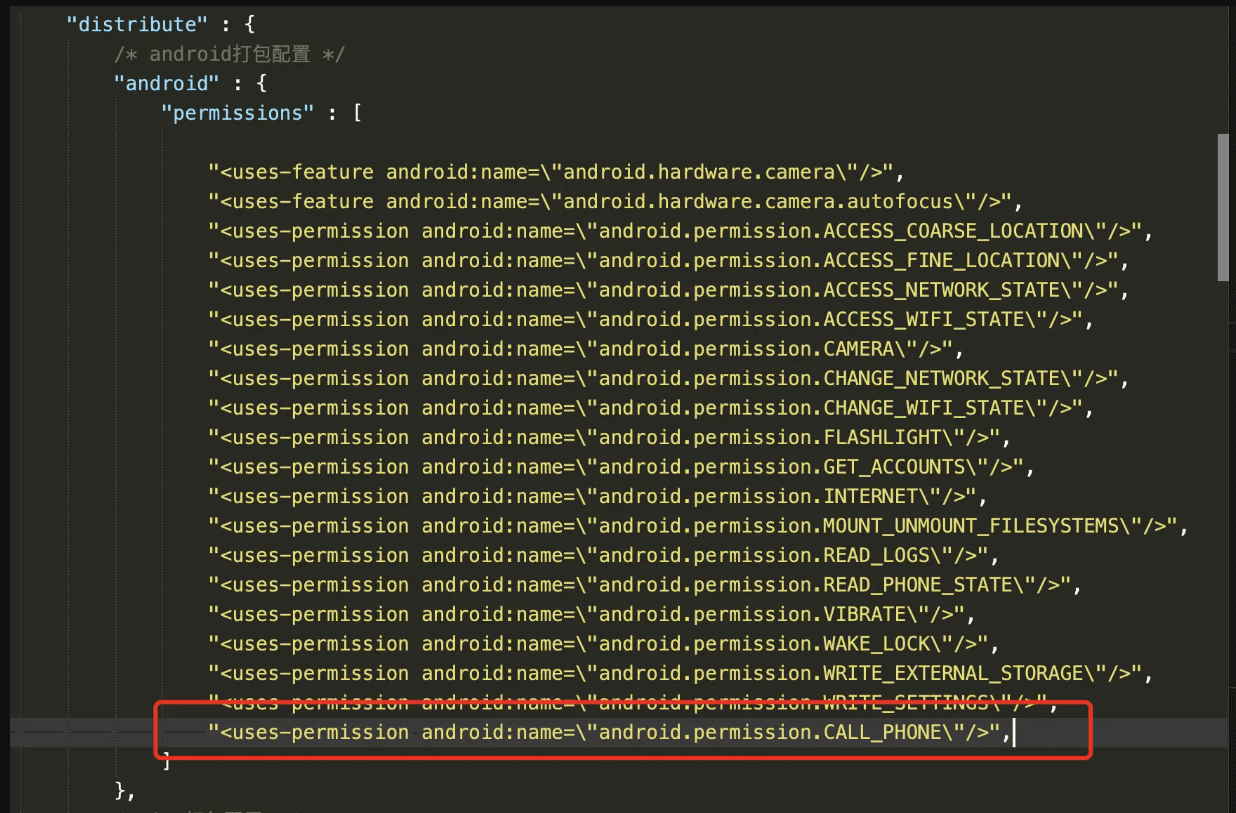 "distribute" : {
/* android打包配置 */
"android" : {
"permissions" : [
"<uses-feature android:name=\"android.hardware.camera\"/>",
"<uses-feature android:name=\"android.hardware.camera.autofocus\"/>",
"<uses-permission android:name=\"android.permission.ACCESS_COARSE_LOCATION\"/>",
"<uses-permission android:name=\"android.permission.ACCESS_FINE_LOCATION\"/>",
"<uses-permission android:name=\"android.permission.ACCESS_NETWORK_STATE\"/>",
"<uses-permission android:name=\"android.permission.ACCESS_WIFI_STATE\"/>",
"<uses-permission android:name=\"android.permission.CAMERA\"/>",
"<uses-permission android:name=\"android.permission.CHANGE_NETWORK_STATE\"/>",
"<uses-permission android:name=\"android.permission.CHANGE_WIFI_STATE\"/>",
"<uses-permission android:name=\"android.permission.FLASHLIGHT\"/>",
"<uses-permission android:name=\"android.permission.GET_ACCOUNTS\"/>",
"<uses-permission android:name=\"android.permission.INTERNET\"/>",
"<uses-permission android:name=\"android.permission.MOUNT_UNMOUNT_FILESYSTEMS\"/>",
"<uses-permission android:name=\"android.permission.READ_LOGS\"/>",
"<uses-permission android:name=\"android.permission.READ_PHONE_STATE\"/>",
"<uses-permission android:name=\"android.permission.VIBRATE\"/>",
"<uses-permission android:name=\"android.permission.WAKE_LOCK\"/>",
"<uses-permission android:name=\"android.permission.WRITE_EXTERNAL_STORAGE\"/>",
"<uses-permission android:name=\"android.permission.WRITE_SETTINGS\"/>",
"<uses-permission android:name=\"android.permission.CALL_PHONE\"/>",
]
},